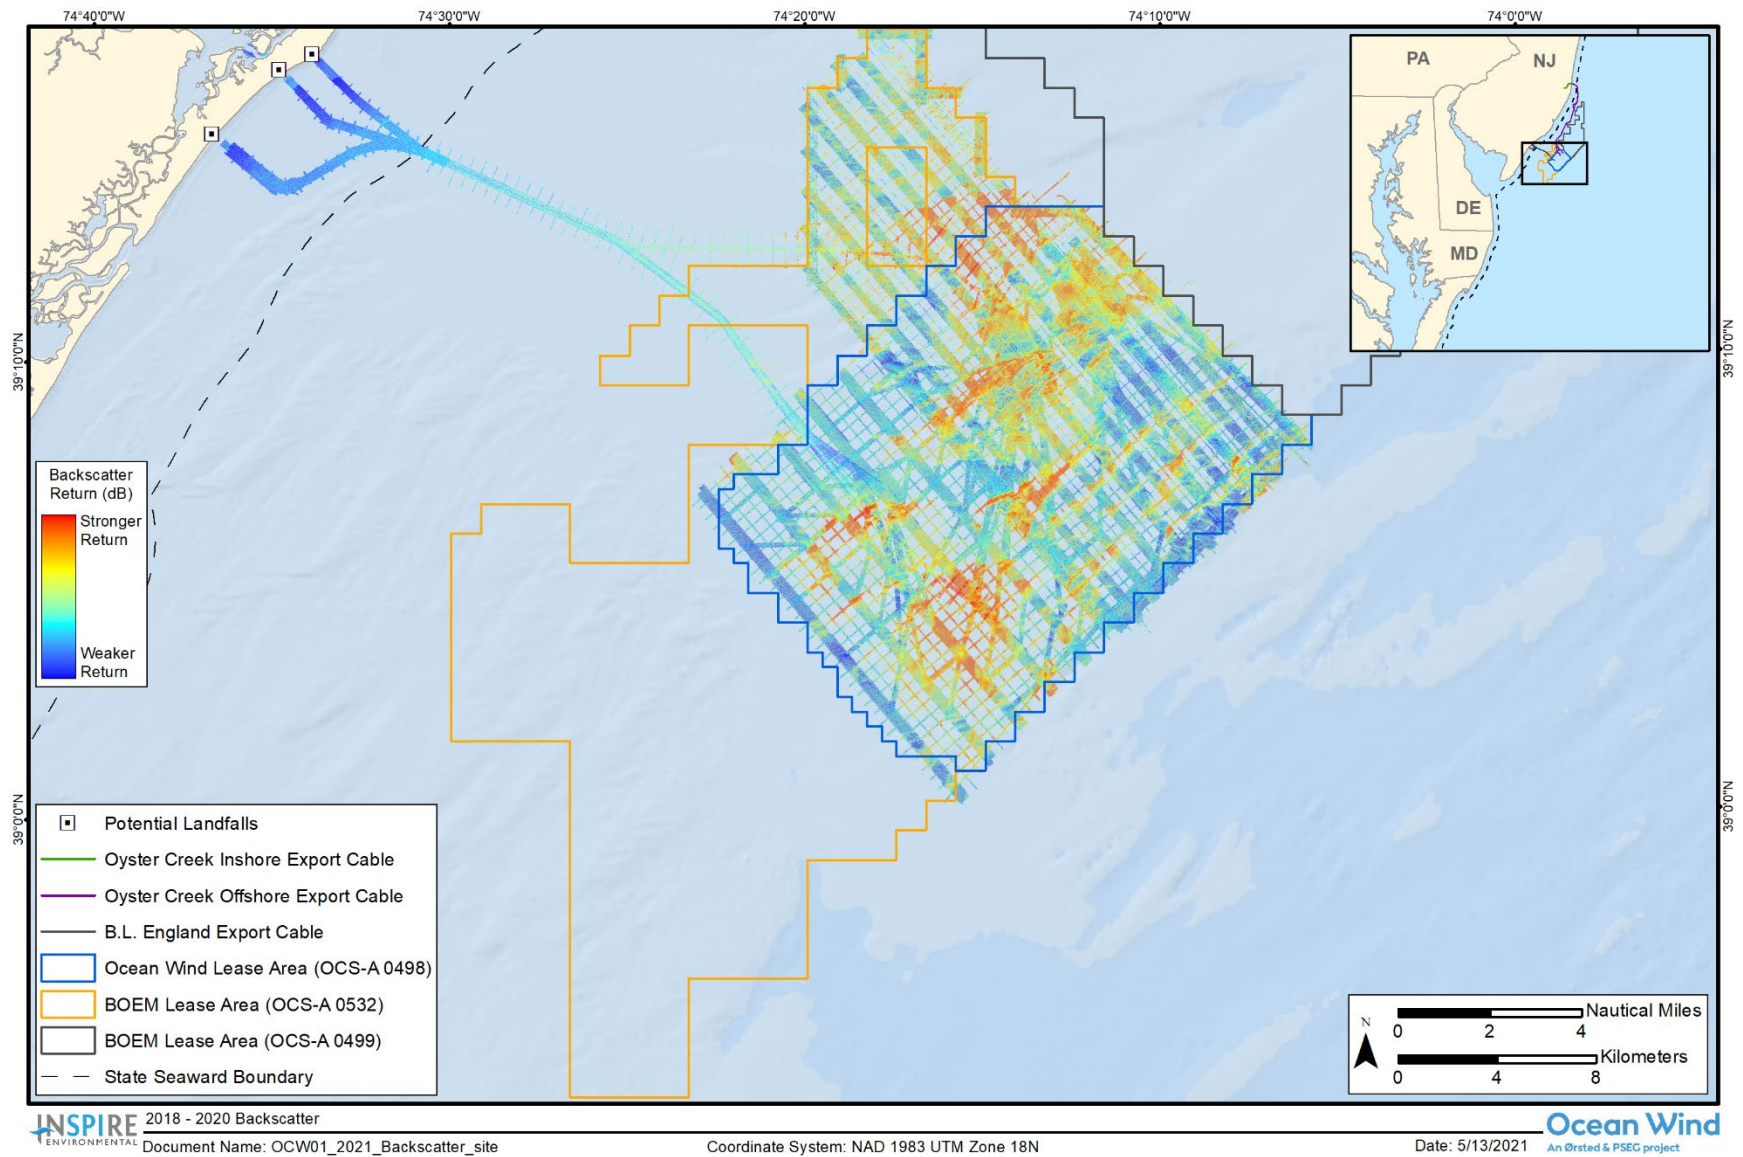 74°40'0"W
74°30'0"W
74°20'0"W
74°10'0"W
74°0'0"W
PA
NJ
DE
MD
39°10'0"N
39°10'0"N
Backscatter
Return (dB)
Stronger
Return
Weaker
Return
39°0'0"N
39°0'0"N
Potential Landfalls
Oyster Creek Inshore Export Cable
Oyster Creek Offshore Export Cable
B.L. England Export Cable
Ocean Wind Lease Area (OCS-A 0498)
BOEM Lease Area (OCS-A 0532)
BOEM Lease Area (OCS-A 0499)
State Seaward Boundary
N
Nautical Miles
0 2 4
Kilometers
0 4 8
INSPIRE
ENVIRONMENTAL
2018 - 2020 Backscatter
Document Name: OCW01_2021_Backscatter_site
Coordinate System: NAD 1983 UTM Zone 18N
Date: 5/13/2021
Ocean Wind
An Ørsted & PSEG project